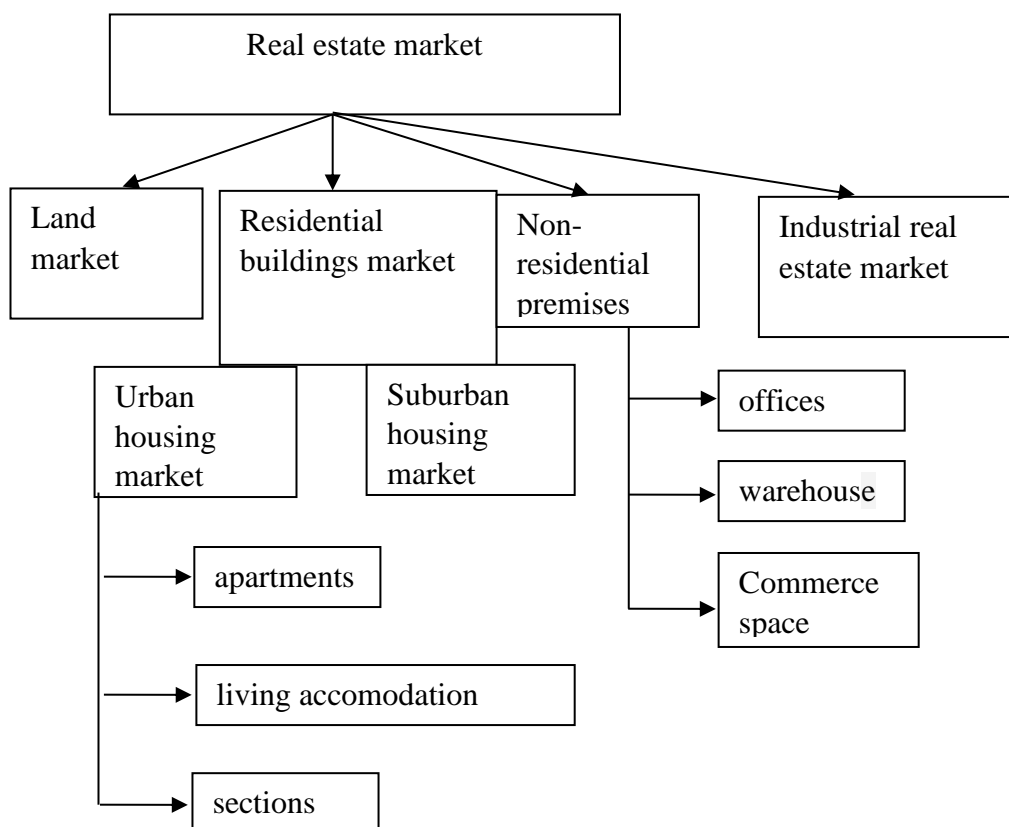 Real estate market
Land
market
Residential
buildings market
Non-
residential
premises
Industrial real
estate market
Urban
housing
market
Suburban
housing
market
offices
warehouse
Commerce
space
apartments
living accomodation
sections